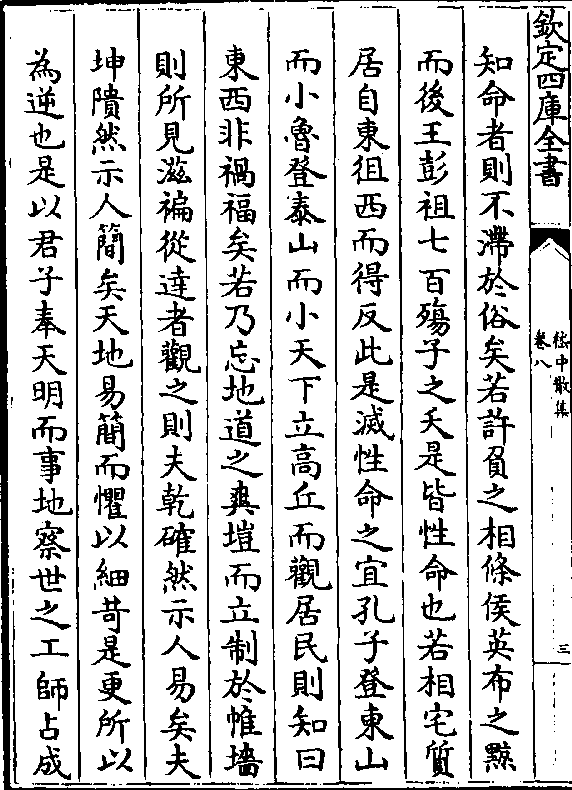 欽定四庫全書
嵇中散集
卷八
三
知命者則不滯於俗矣若許負之相條侯英布之黥
而後王彭祖七百殤子之夭是皆性命也若相宅質
居自東徂西而得反此是滅性命之宜孔子登東山
而小魯登泰山而小天下立高丘而觀居民則知曰
東西非禍福矣若乃忘地道之爽塏而立制於帷墻
則所見滋褊從達者觀之則夫乾確然示人易矣夫
坤隤然示人簡矣天地易簡而懼以細苛是更所以
為逆也是以君子奉天明而事地察世之工師占成